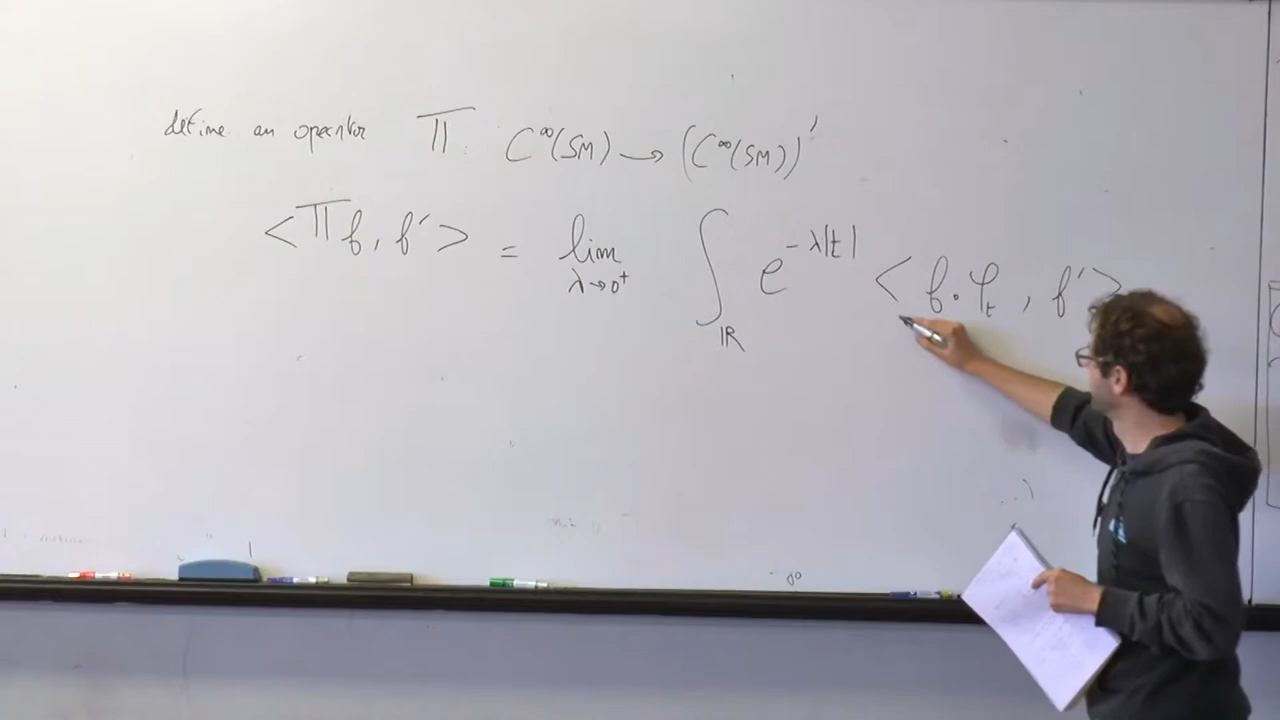 define an operator Π: C^∞(SM) → (C^∞(SM))'
<Πf, f'> = lim_{λ→0⁺} ∫_ℝ e^{-λ|t|} <f∘φ_t, f'>